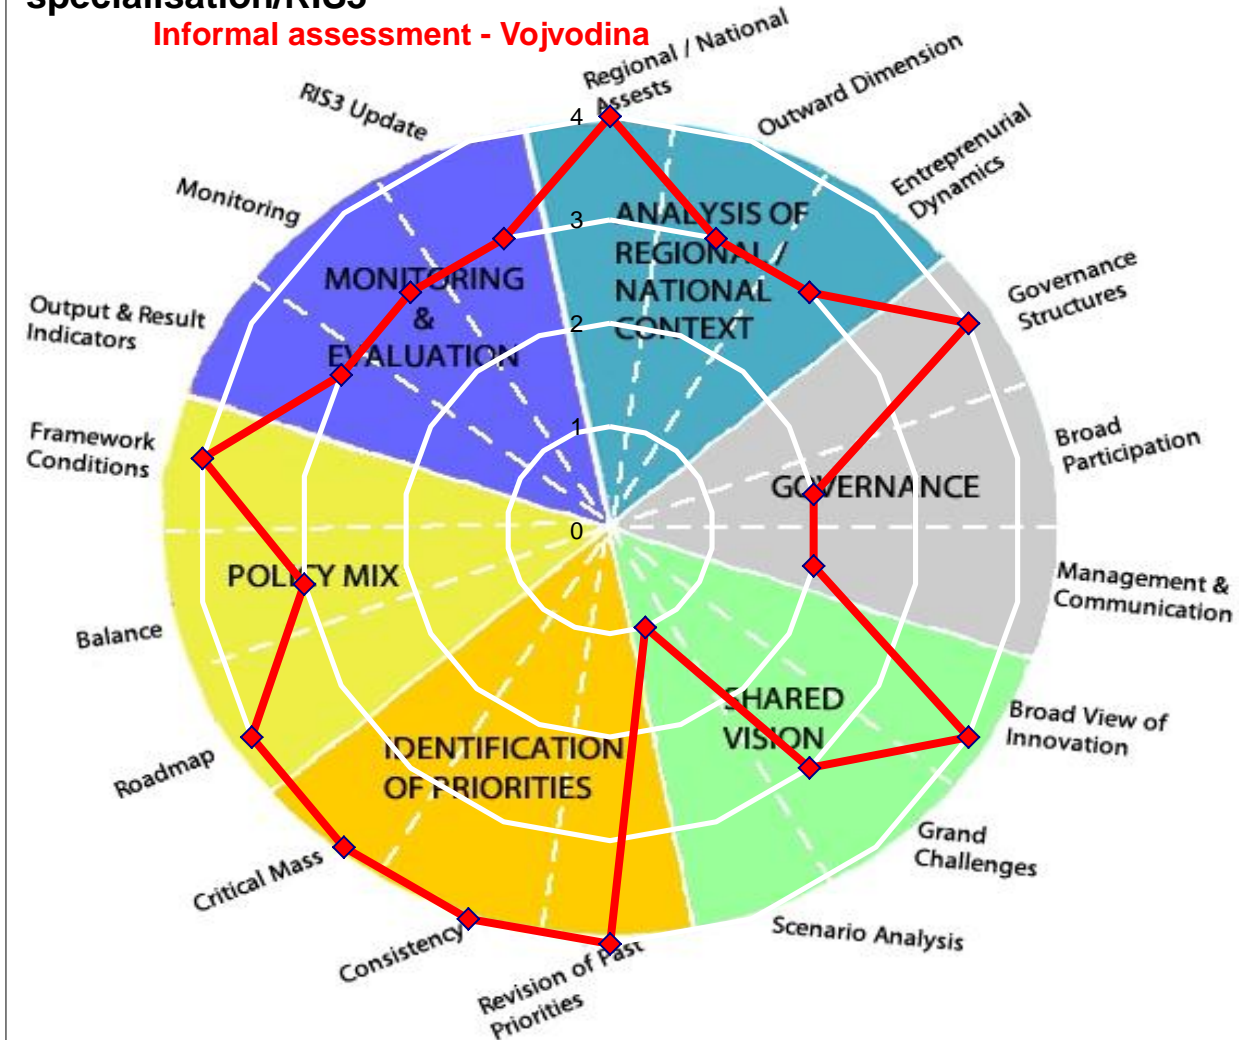 specialisation/RIS3
Informal assessment - Vojvodina
Regional / National
Assests
Outward Dimension
Entreprenurial
Dynamics
Governance
Structures
Broad
Participation
Management &
Communication
Broad View of
Innovation
Grand
Challenges
Scenario Analysis
Revision of Past
Priorities
Consistency
Critical Mass
Roadmap
Balance
Framework
Conditions
Output & Result
Indicators
Monitoring
RIS3 Update
4
3
2
1
0
ANALYSIS OF
REGIONAL /
NATIONAL
CONTEXT
GOVERNANCE
SHARED
VISION
IDENTIFICATION
OF PRIORITIES
POLICY MIX
MONITORING
&
EVALUATION